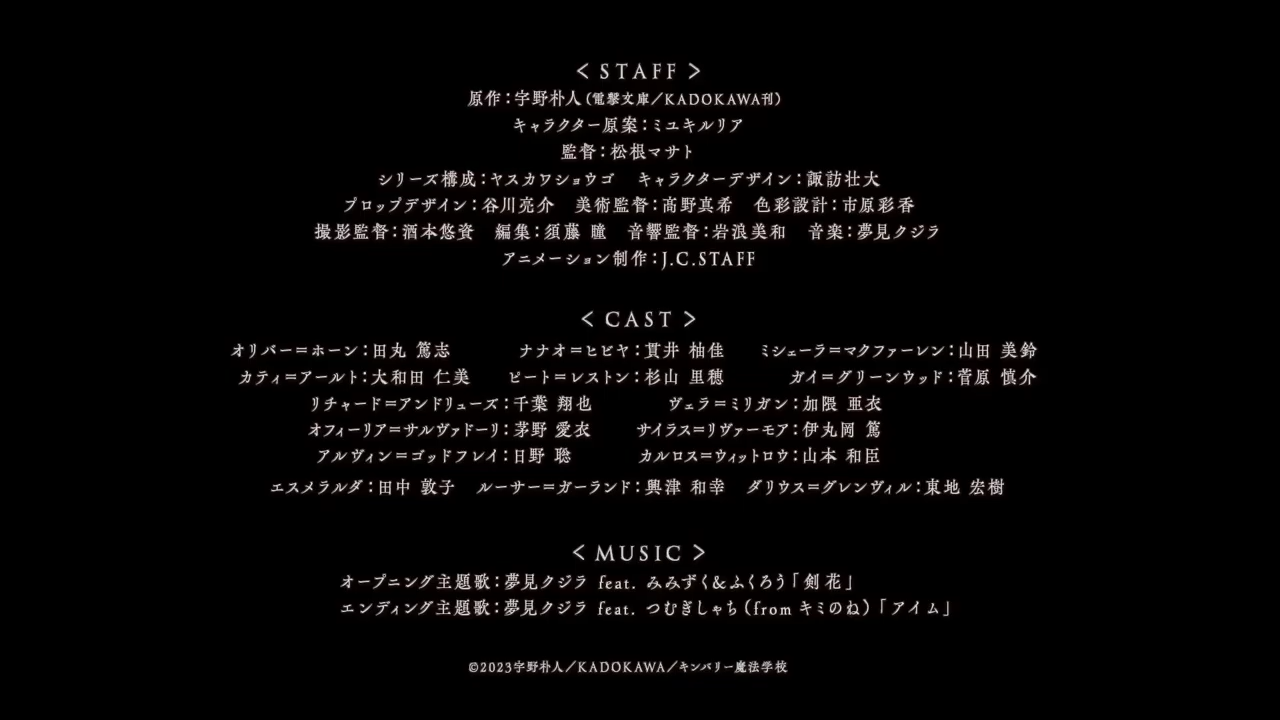 < STAFF >
原作：宇野朴人（電撃文庫／KADOKAWA刊）
キャラクター原案：ミユキルリア
監督：松根マサト
シリーズ構成：ヤスカワショウゴ　キャラクターデザイン：諏訪壮大
プロップデザイン：谷川亮介　美術監督：高野真希　色彩設計：市原彩香
撮影監督：酒本悠資　編集：須藤 瞳　音響監督：岩浪美和　音楽：夢見クジラ
アニメーション制作：J.C.STAFF
< CAST >
オリバー＝ホーン：田丸 篤志　ナナオ＝ヒビヤ：貫井 柚佳　ミシェーラ＝マクファーレン：山田 美鈴
カティ＝アールト：大和田 仁美　ピート＝レストン：杉山 里穂　ガイ＝グリーンウッド：菅原 慎介
リチャード＝アンドリューズ：千葉 翔也　ヴェラ＝ミリガン：加隈 亜衣
オフィーリア＝サルヴァドーリ：茅野 愛衣　サイラス＝リヴァーモア：伊丸岡 篤
アルヴィン＝ゴッドフレイ：日野 聡　カルロス＝ウィットロウ：山本 和臣
エスメラルダ：田中 敦子　ルーサー＝ガーランド：興津 和幸　ダリウス＝グレンヴィル：東地 宏樹
< MUSIC >
オープニング主題歌：夢見クジラ feat. みみずく&ふくろう「剣花」
エンディング主題歌：夢見クジラ feat. つむぎしゃち（from キミのね）「アイム」
©2023宇野朴人／KADOKAWA／キンバリー魔法学校